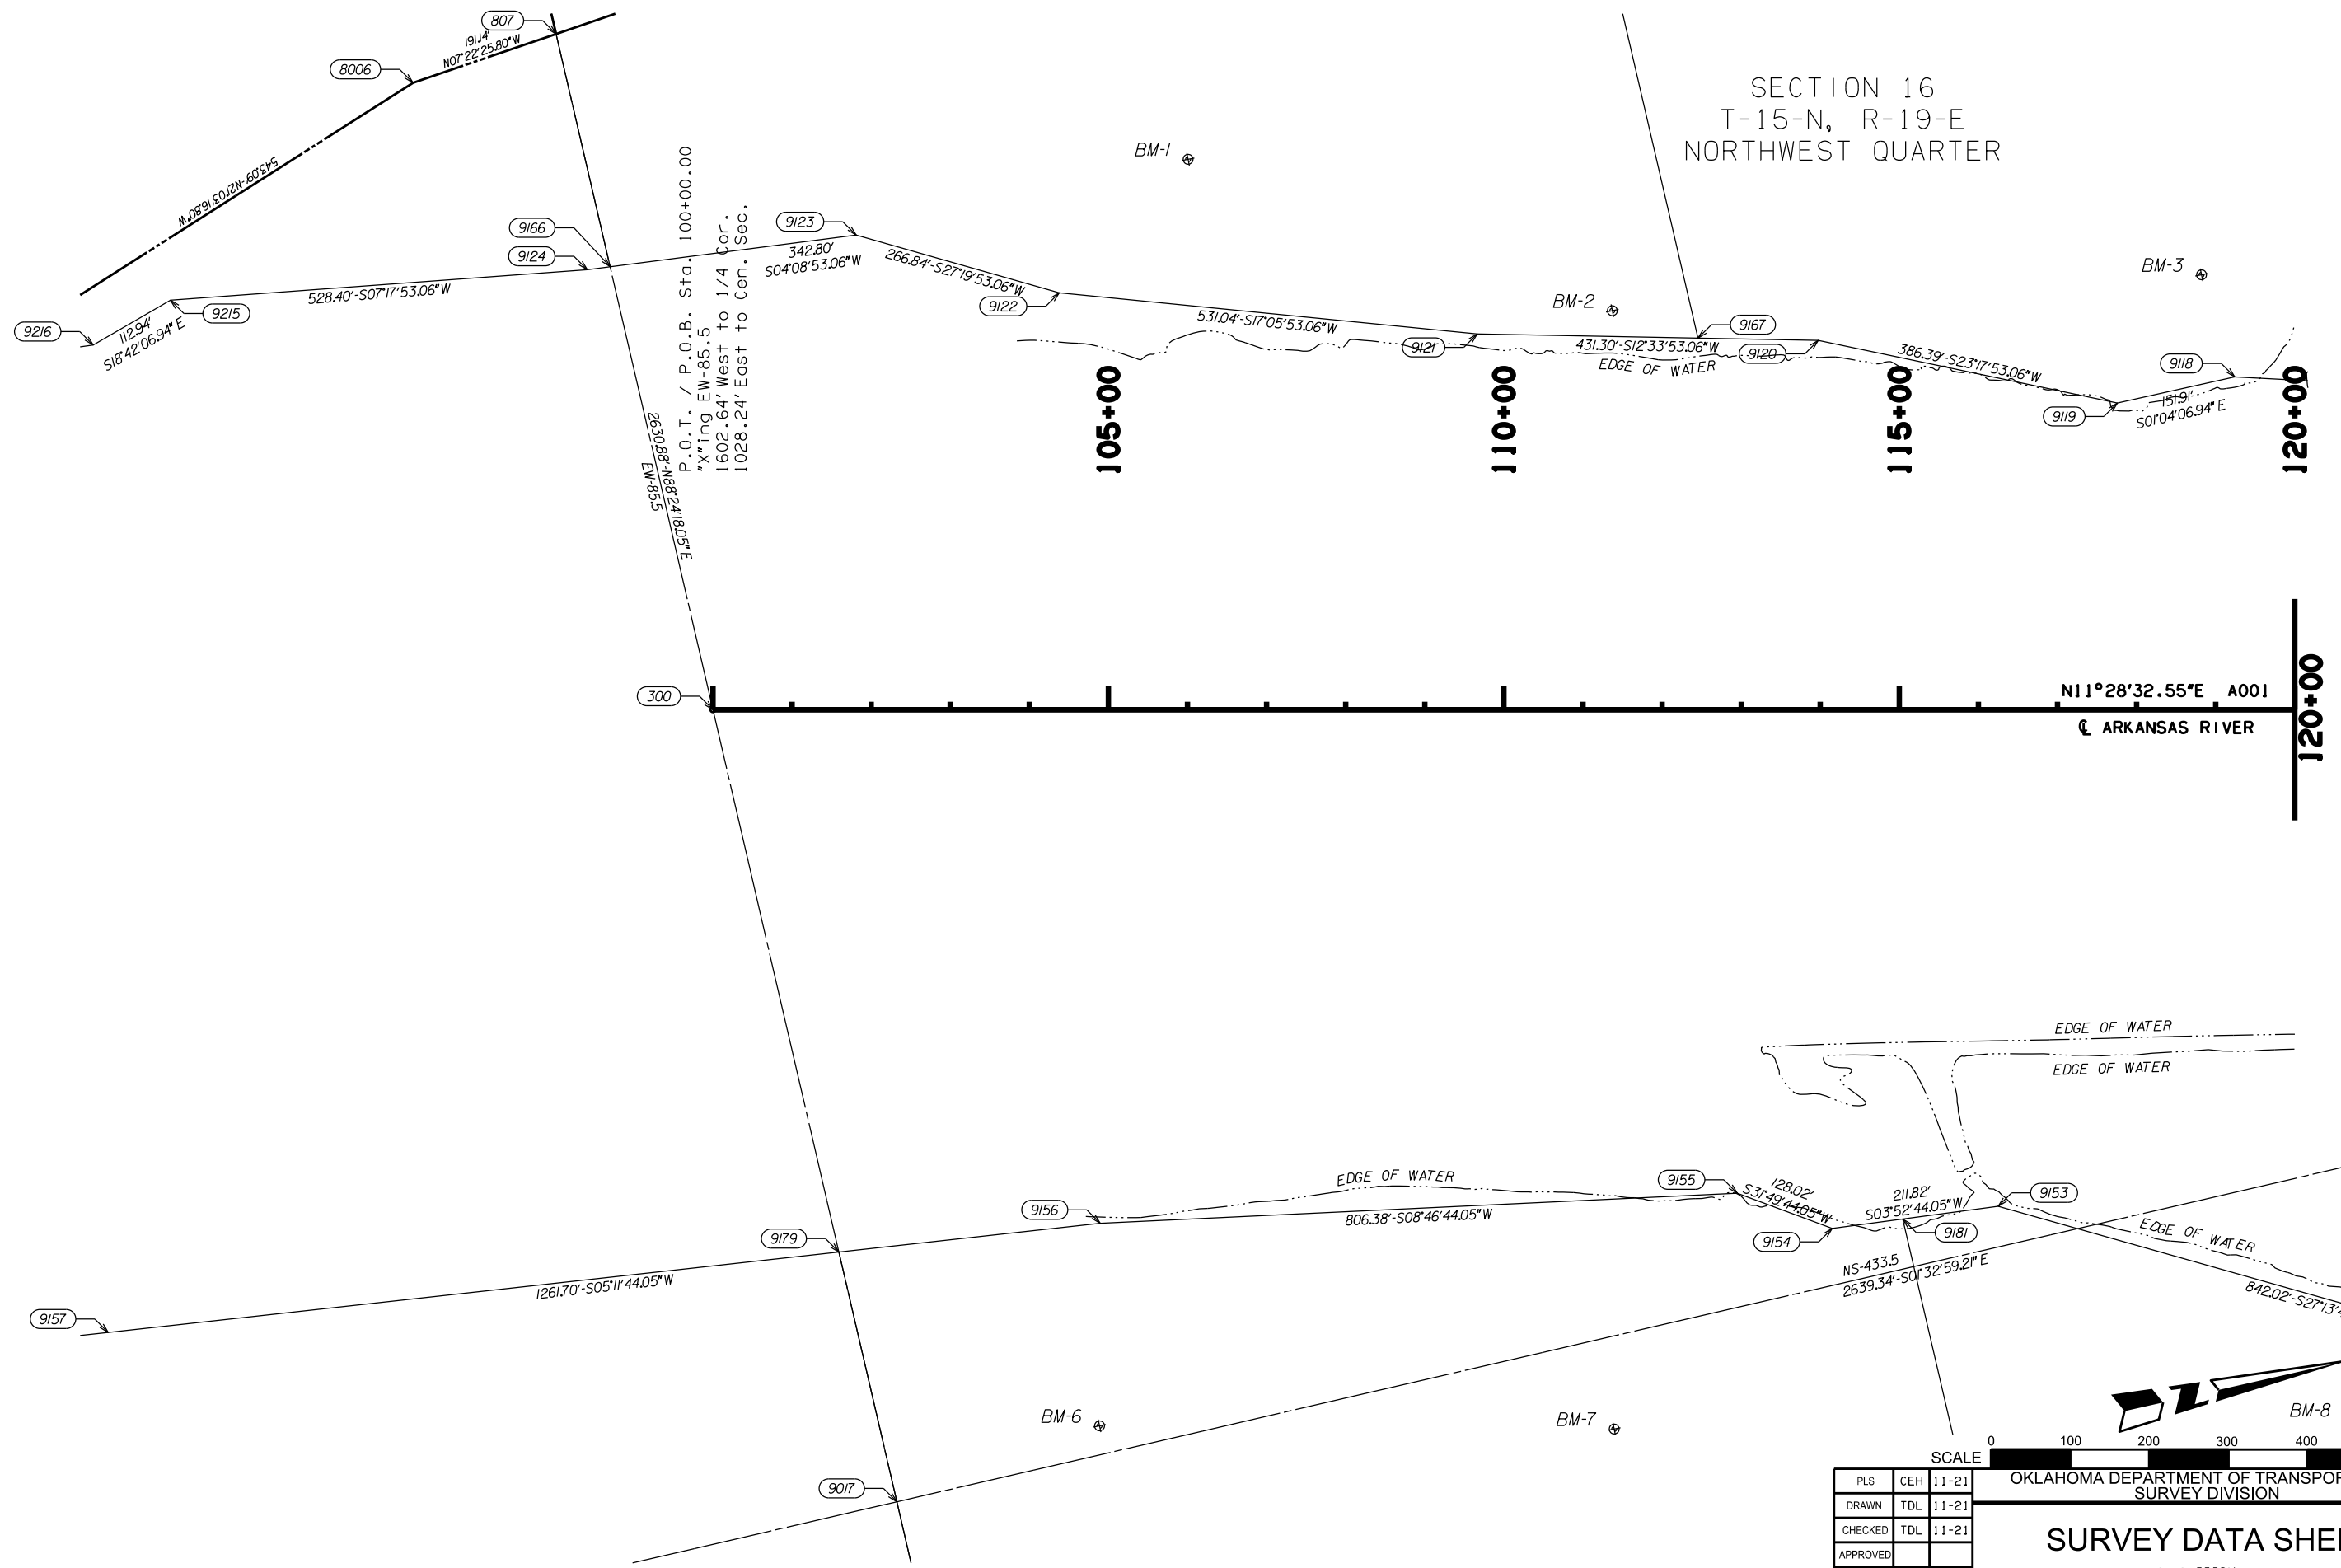 807
191.14'
N07°22'25.80"W
8006
SECTION 16
T-15-N, R-19-E
NORTHWEST QUARTER
BM-1
543.09'-N21°03'16.80"W
P.O.T. / P.O.B. Sta. 100+00.00
"X"ing EW-85.5
1602.64' West to 1/4 Cor.
1028.24' East to Cen. Sec.
9166
9124
9123
342.80'
S04°08'53.06"W
266.84'-S27°19'53.06"W
BM-3
BM-2
528.40'-S07°17'53.06"W
9216
112.94'
S18°42'06.94"E
9215
9122
531.04'-S17°05'53.06"W
9121
9167
431.30'-S12°33'53.06"W
9120
EDGE OF WATER
386.39'-S23°17'53.06"W
9118
9119
151.91'
S01°04'06.94"E
105+00
110+00
115+00
120+00
2630.88'-N88°24'18.05"E
EW-85.5
300
N11°28'32.55"E A001
℄ ARKANSAS RIVER
120+00
EDGE OF WATER
EDGE OF WATER
EDGE OF WATER
9155
128.02'
S31°49'44.05"W
211.82'
S03°52'44.05"W
9153
9156
806.38'-S08°46'44.05"W
9179
9154
9181
EDGE OF WATER
NS-433.5
2639.34'-S01°32'59.21"E
1261.70'-S05°11'44.05"W
842.02'-S27°13'4
9157
BM-6
BM-7
BM-8
N
9017
SCALE
0 100 200 300 400
PLS CEH 11-21
DRAWN TDL 11-21
CHECKED TDL 11-21
APPROVED
OKLAHOMA DEPARTMENT OF TRANSPOR
SURVEY DIVISION
SURVEY DATA SHEE